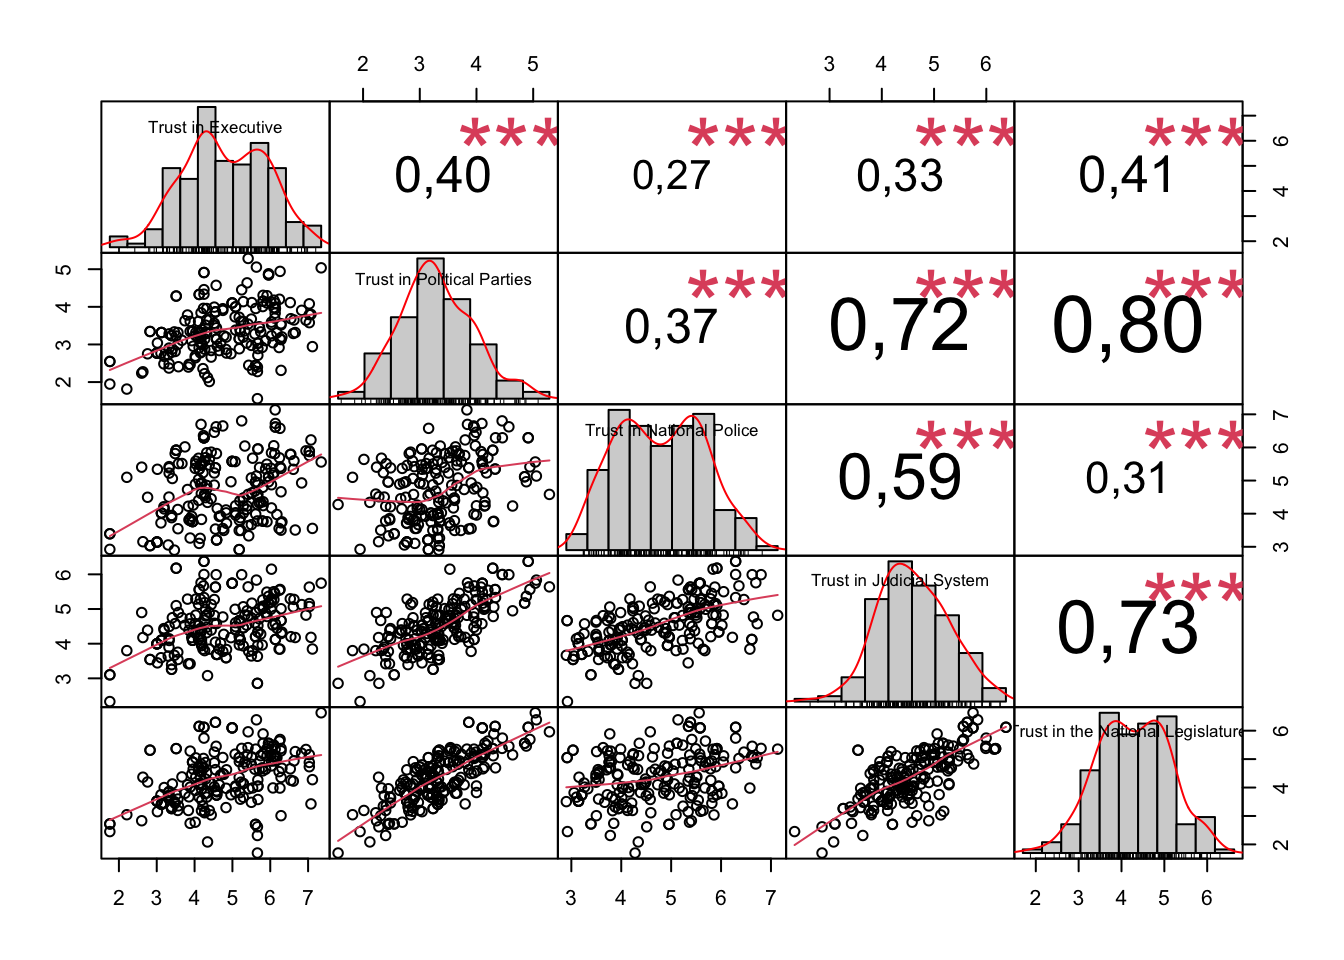 2 3 4 5 3 4 5 6
Trust in Executive *** *** *** ***
0,40 0,27 0,33 0,41
6
4
2
Trust in Political Parties *** *** ***
0,37 0,72 0,80
5
4
3
2
Trust in National Police *** ***
0,59 0,31
7
6
5
4
3
Trust in Judicial System ***
0,73
6
5
4
3
Trust in the National Legislature
6
4
2
2 3 4 5 6 7 3 4 5 6 7 2 3 4 5 6